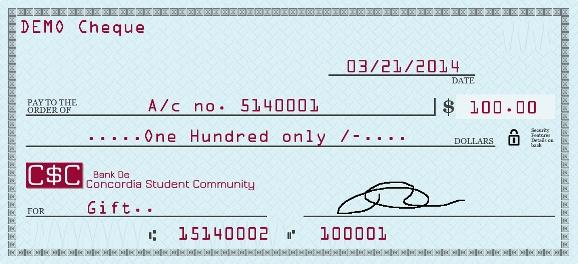 DEMO Cheque
03/21/2014
DATE
PAY TO THE
ORDER OF
A/c no. 5140001
$ 100.00
.....One Hundred only /-....
DOLLARS
Security
Features
Details on
back
C$C
Bank De
Concordia Student Community
FOR
Gift..
⑆ 15140002 ⑈ 100001